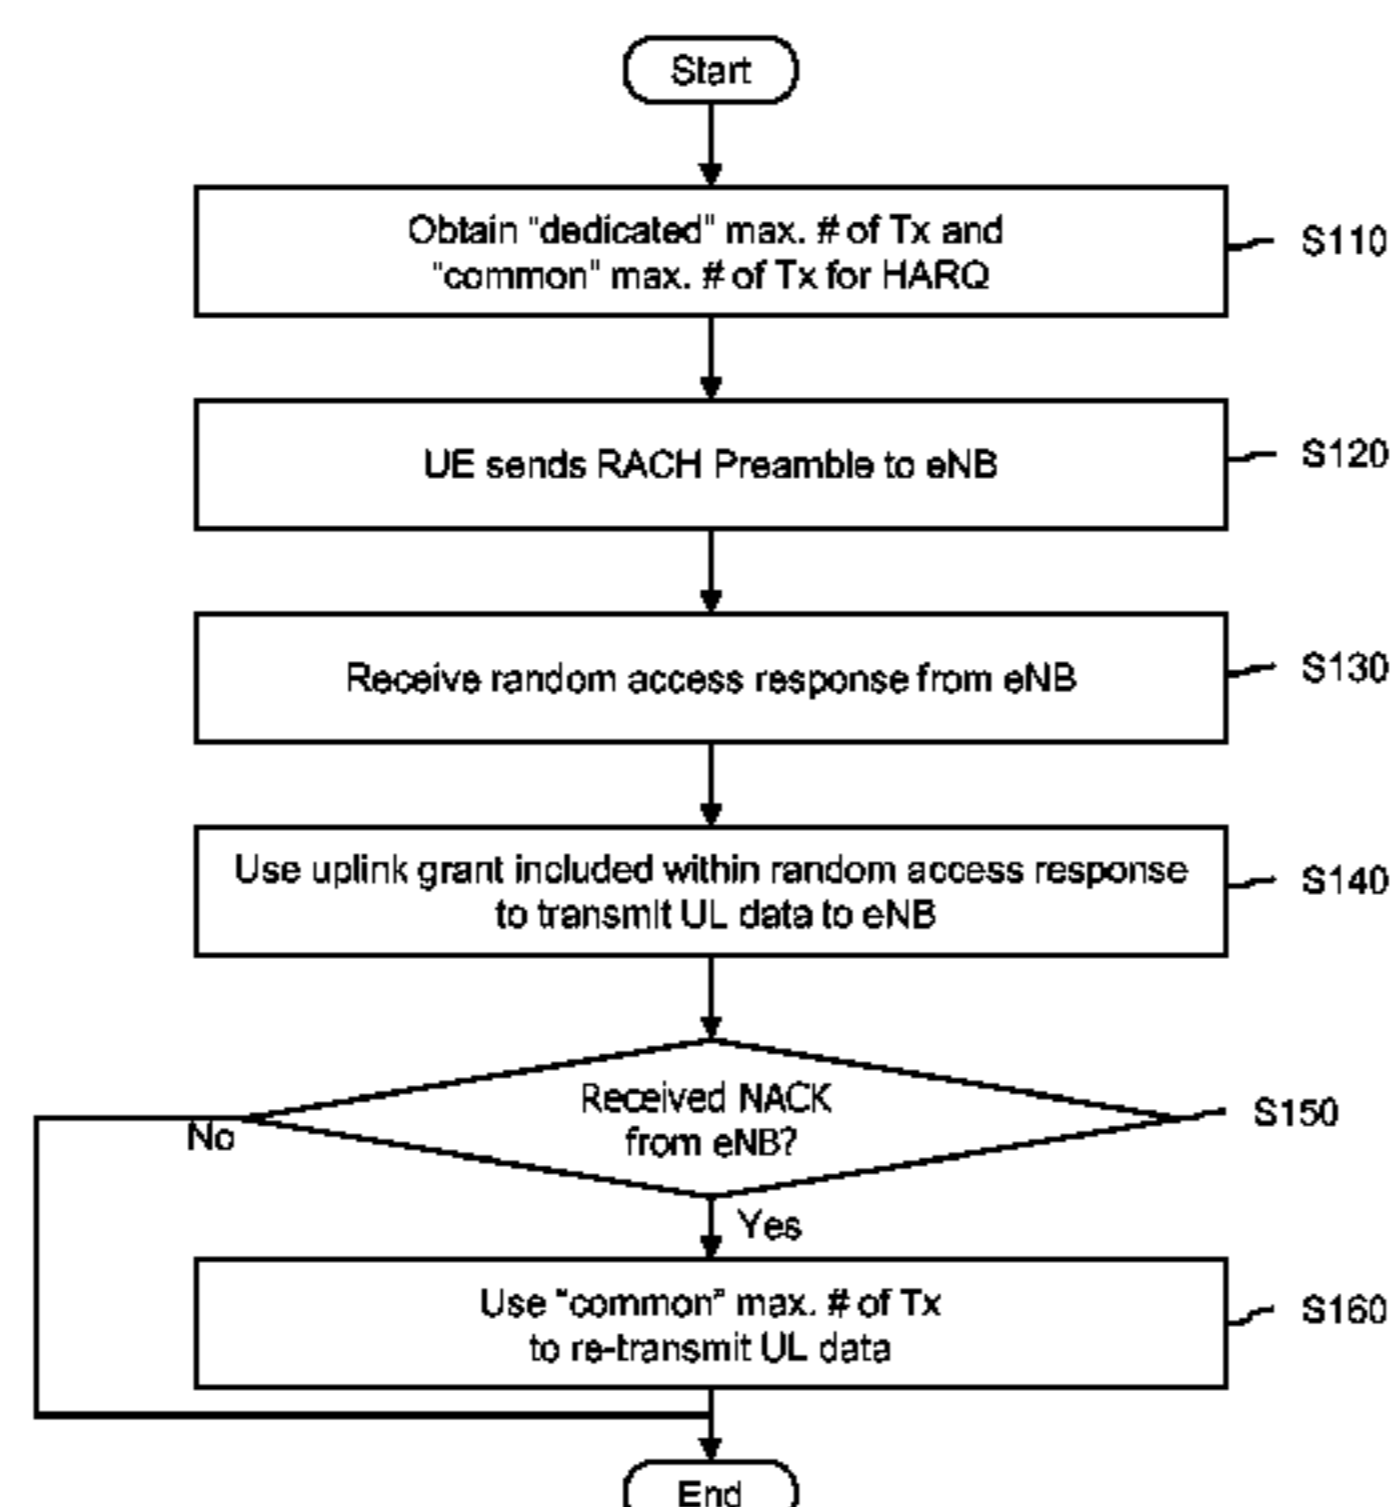 Start
Obtain "dedicated" max. # of Tx and
"common" max. # of Tx for HARQ
S110
UE sends RACH Preamble to eNB
S120
Receive random access response from eNB
S130
Use uplink grant included within random access response
to transmit UL data to eNB
S140
Received NACK
from eNB?
S150
No
Yes
Use "common" max. # of Tx
to re-transmit UL data
S160
End